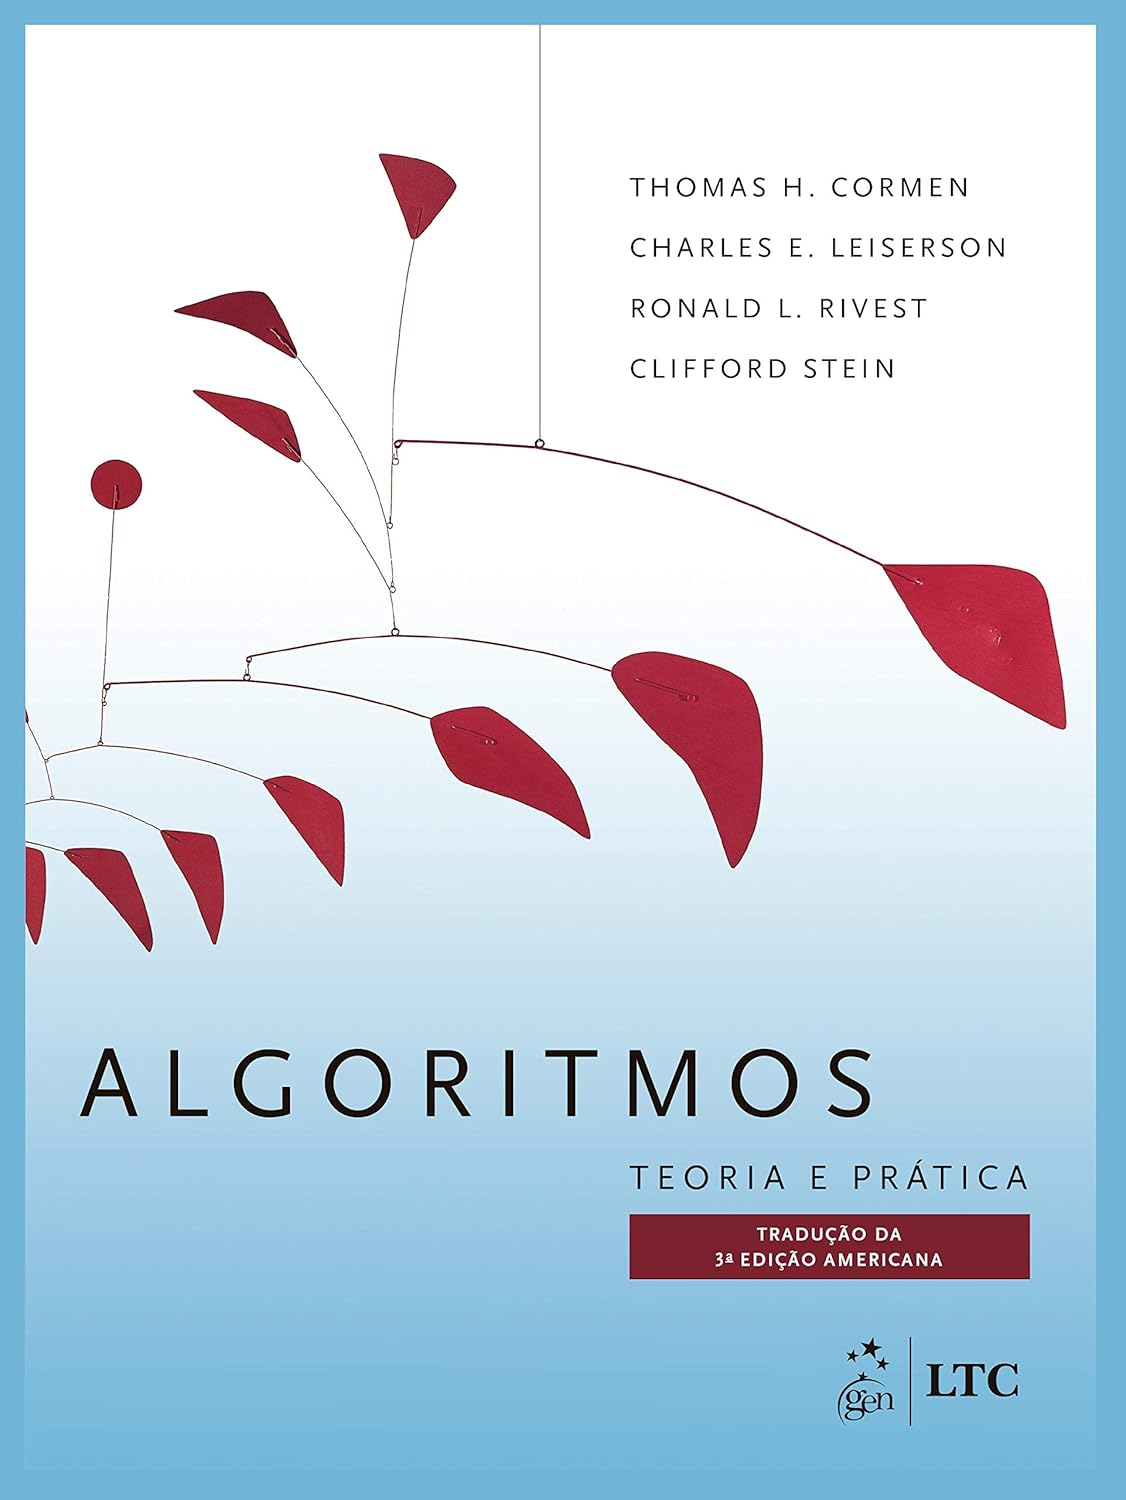 THOMAS H. CORMEN
CHARLES E. LEISERSON
RONALD L. RIVEST
CLIFFORD STEIN
ALGORITMOS
TEORIA E PRÁTICA
TRADUÇÃO DA
3ª EDIÇÃO AMERICANA
gen
LTC